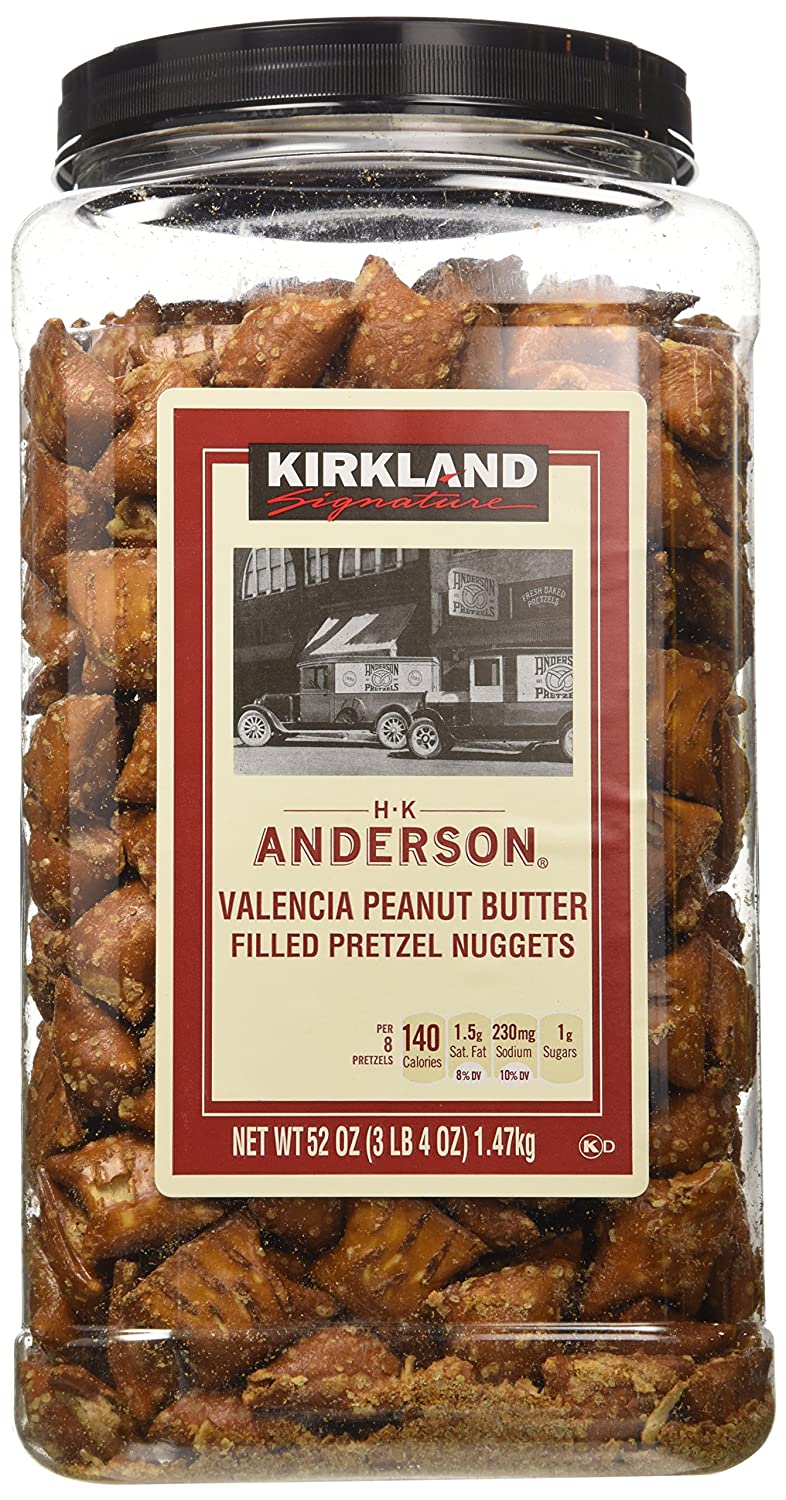 KIRKLAND
Signature
ANDERSON
PRETZELS
FRESH BAKED
PRETZELS
ANDERSON
PRETZELS
ANDERSON
PRETZELS
H·K
ANDERSON®
VALENCIA PEANUT BUTTER
FILLED PRETZEL NUGGETS
PER 8 PRETZELS
140 Calories
1.5g Sat. Fat 8% DV
230mg Sodium 10% DV
1g Sugars
NET WT 52 OZ (3 LB 4 OZ) 1.47kg
K D